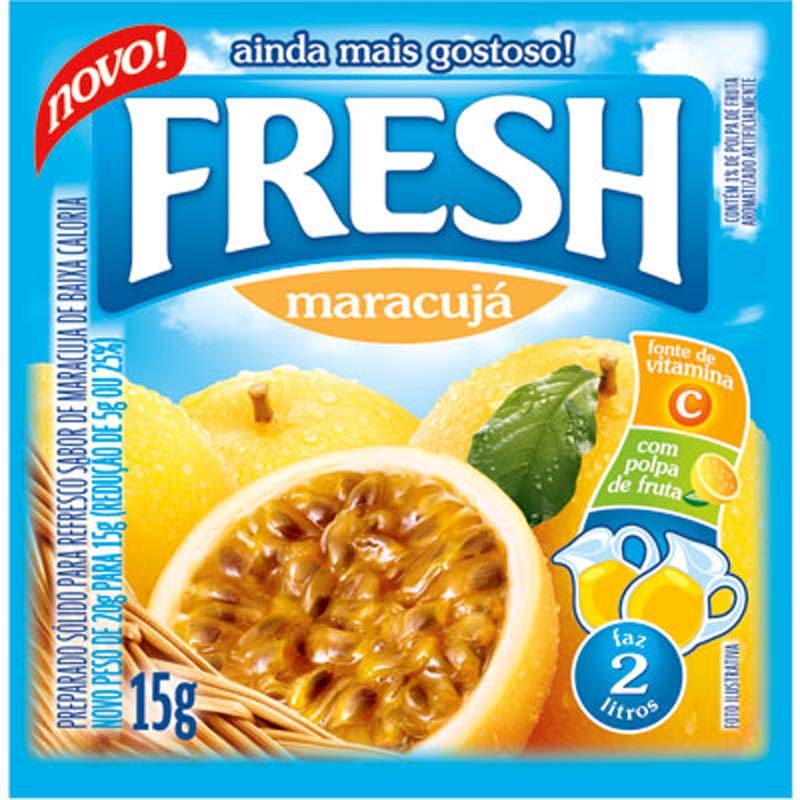 novo!
ainda mais gostoso!
FRESH
maracujá
CONTÉM 1% DE POLPA DE FRUTA
AROMATIZADO ARTIFICIALMENTE
PREPARADO SÓLIDO PARA REFRESCO SABOR DE MARACUJA DE BAIXA CALORIA
NOVO PESO DE 20g PARA 15g (REDUÇÃO DE 5g OU 25%)
15g
fonte de
vitamina
C
com
polpa
de fruta
faz
2
litros
FOTO ILUSTRATIVA